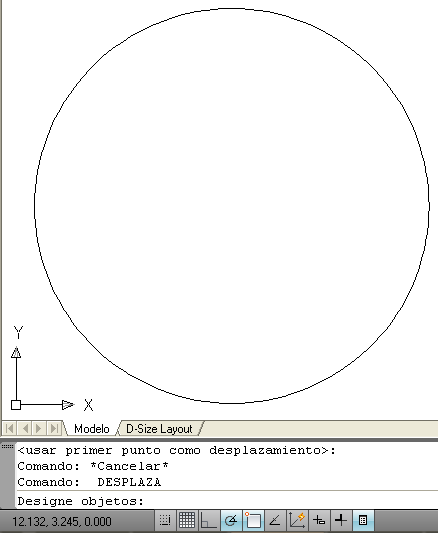 Y
X
Modelo D-Size Layout
<usar primer punto como desplazamiento>:
Comando: *Cancelar*
Comando:  DESPLAZA
Designe objetos:
12.132, 3.245, 0.000